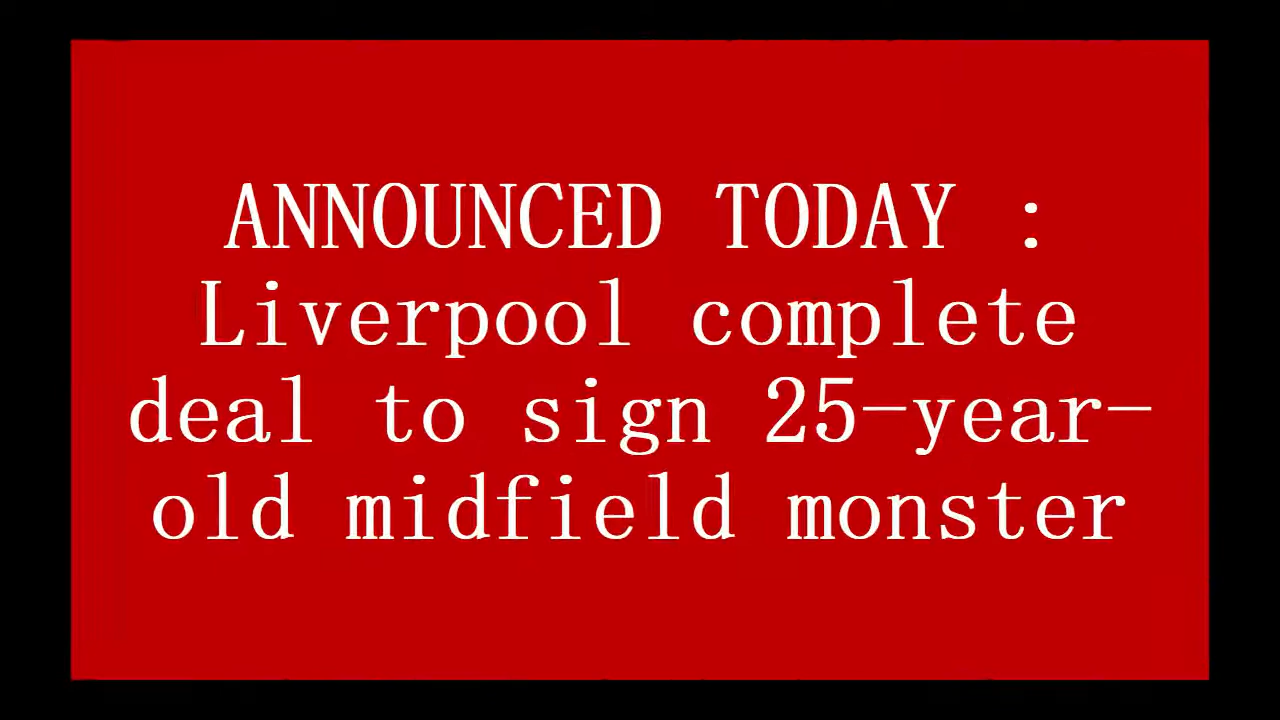 ANNOUNCED TODAY :
Liverpool complete
deal to sign 25-year-
old midfield monster